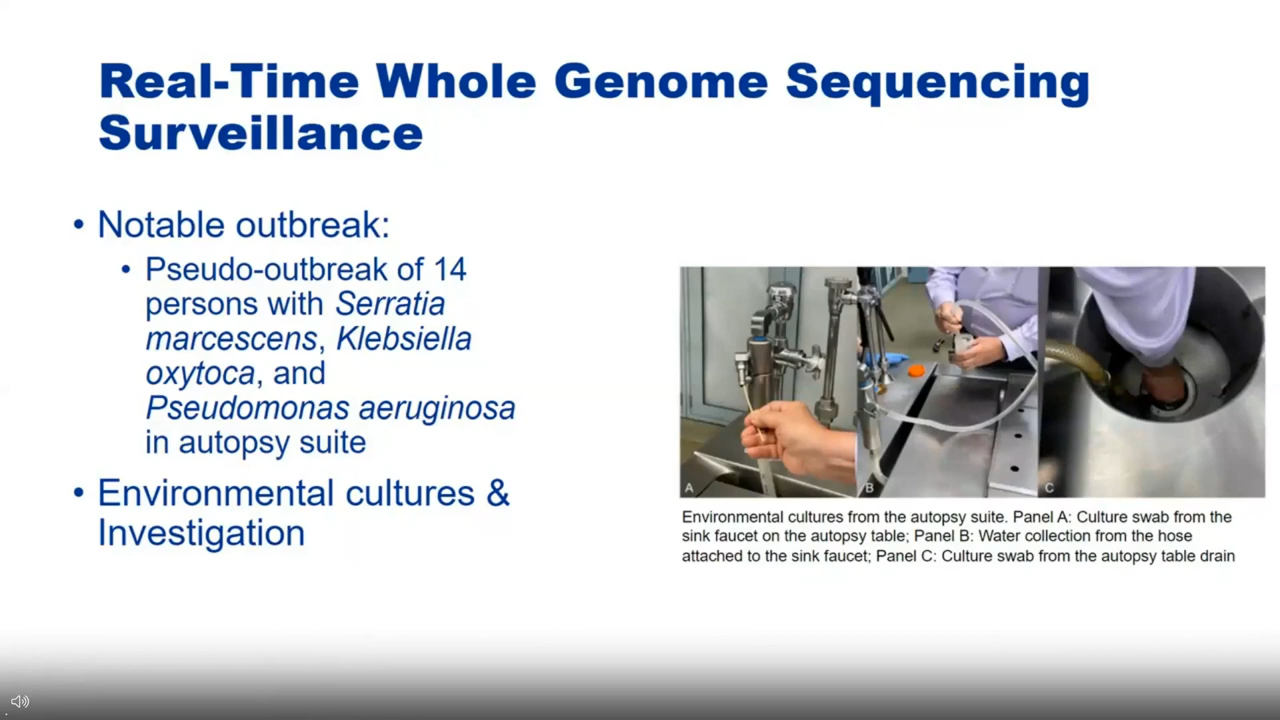 Real-Time Whole Genome Sequencing
Surveillance
• Notable outbreak:
• Pseudo-outbreak of 14
persons with Serratia
marcescens, Klebsiella
oxytoca, and
Pseudomonas aeruginosa
in autopsy suite
• Environmental cultures &
Investigation
A
B
C
Environmental cultures from the autopsy suite. Panel A: Culture swab from the
sink faucet on the autopsy table; Panel B: Water collection from the hose
attached to the sink faucet; Panel C: Culture swab from the autopsy table drain